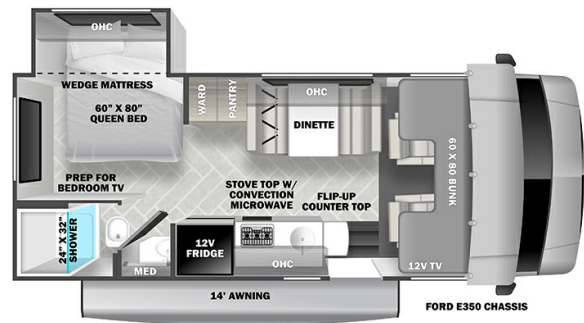 OHC
WEDGE MATTRESS
60" X 80"
QUEEN BED
PREP FOR
BEDROOM TV
24" X 32"
SHOWER
MED
WARD
PANTRY
OHC
DINETTE
STOVE TOP W/
CONVECTION
MICROWAVE
FLIP-UP
COUNTER TOP
12V
FRIDGE
OHC
60 X 80 BUNK
12V TV
14' AWNING
FORD E350 CHASSIS